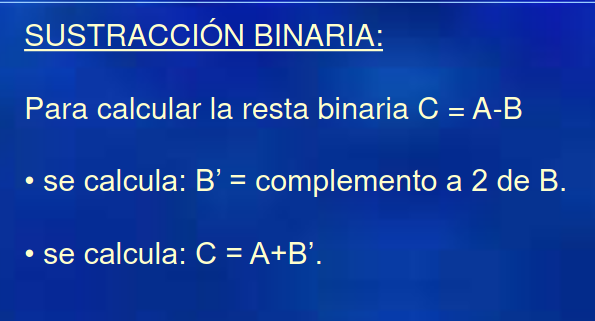 SUSTRACCIÓN BINARIA:
Para calcular la resta binaria C = A-B
• se calcula: B’ = complemento a 2 de B.
• se calcula: C = A+B’.